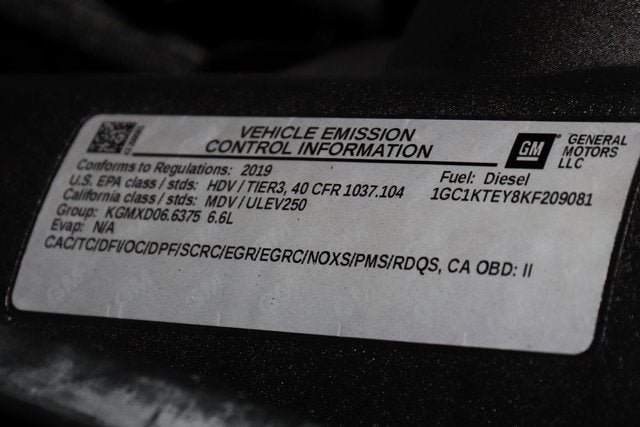 VEHICLE EMISSION
CONTROL INFORMATION
GM
GENERAL
MOTORS
LLC
Conforms to Regulations: 2019
Fuel: Diesel
U.S. EPA class / stds: HDV / TIER3, 40 CFR 1037.104
1GC1KTEY8KF209081
California class / stds: MDV / ULEV250
Group: KGMXD06.6375 6.6L
Evap: N/A
CAC/TC/DFI/OC/DPF/SCRC/EGR/EGRC/NOXS/PMS/RDQS, CA OBD: II